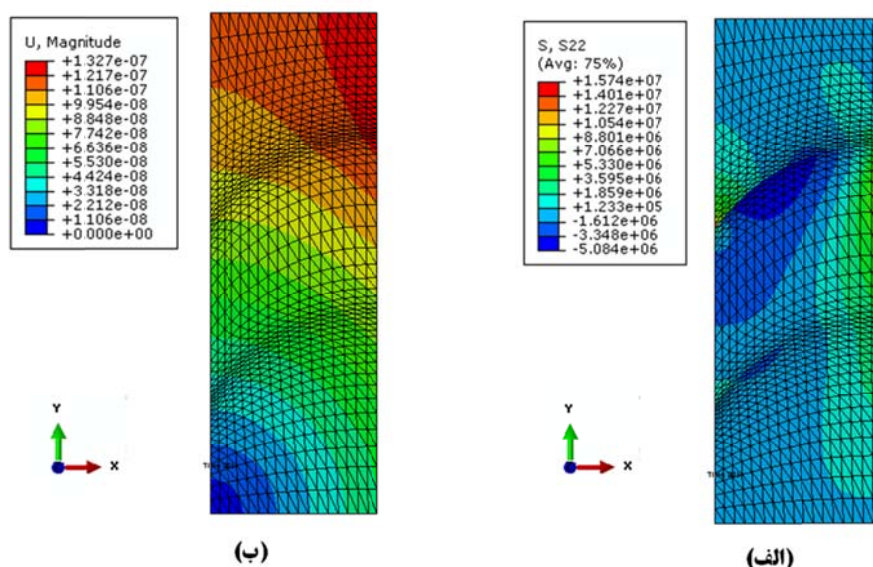 U, Magnitude
+1.327e-07
+1.217e-07
+1.106e-07
+9.954e-08
+8.848e-08
+7.742e-08
+6.636e-08
+5.530e-08
+4.424e-08
+3.318e-08
+2.212e-08
+1.106e-08
+0.000e+00
Y
X
(ب)
S, S22
(Avg: 75%)
+1.574e+07
+1.401e+07
+1.227e+07
+1.054e+07
+8.801e+06
+7.066e+06
+5.330e+06
+3.595e+06
+1.859e+06
+1.233e+05
-1.612e+06
-3.348e+06
-5.084e+06
Y
X
(الف)